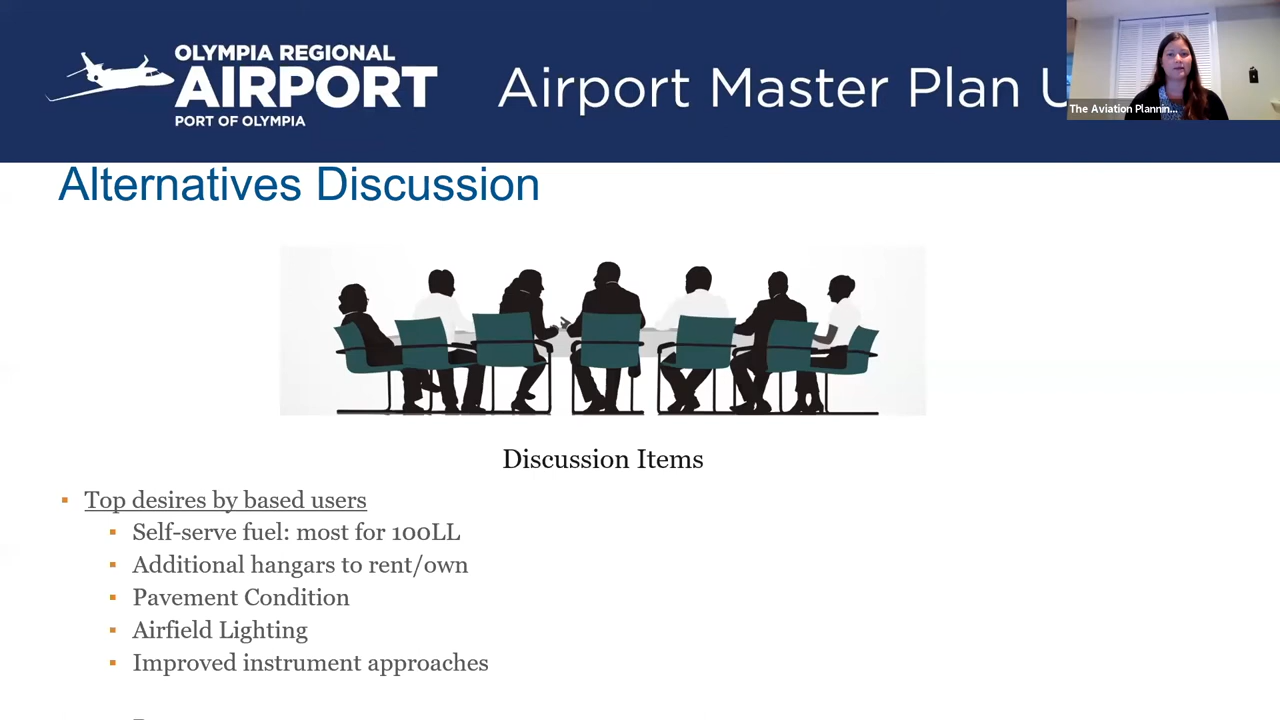 OLYMPIA REGIONAL
AIRPORT
PORT OF OLYMPIA
Airport Master Plan
The Aviation Plannin...
Alternatives Discussion
Discussion Items
▪ Top desires by based users
▪ Self-serve fuel: most for 100LL
▪ Additional hangars to rent/own
▪ Pavement Condition
▪ Airfield Lighting
▪ Improved instrument approaches